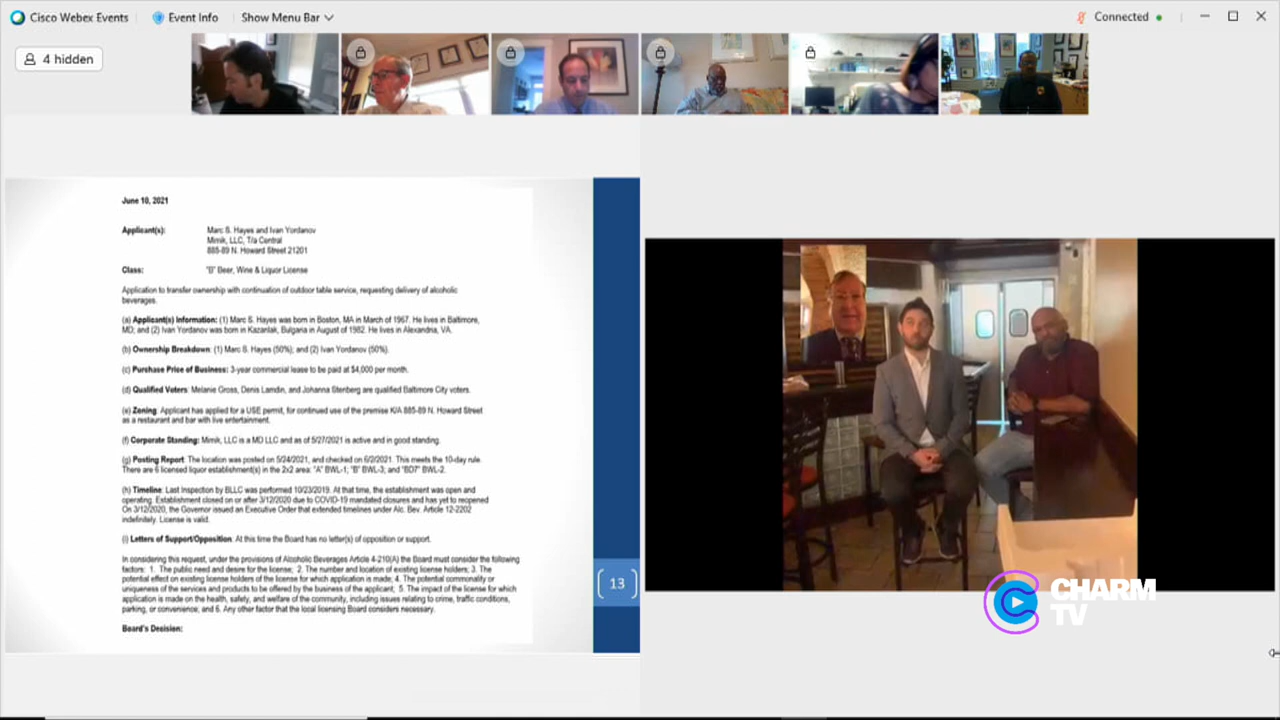 Cisco Webex Events
Event Info
Show Menu Bar
Connected
4 hidden
June 10, 2021
Applicant(s): Marc S. Hayes and Ivan Yordanov
Mimik, LLC, T/a Central
885-89 N. Howard Street 21201
Class: "B" Beer, Wine & Liquor License
Application to transfer ownership with continuation of outdoor table service, requesting delivery of alcoholic
beverages.
(a) Applicant(s) Information: (1) Marc S. Hayes was born in Boston, MA in March of 1967. He lives in Baltimore,
MD; and (2) Ivan Yordanov was born in Kazanlak, Bulgaria in August of 1982. He lives in Alexandria, VA.
(b) Ownership Breakdown: (1) Marc S. Hayes (50%); and (2) Ivan Yordanov (50%).
(c) Purchase Price of Business: 3-year commercial lease to be paid at $4,000 per month.
(d) Qualified Voters: Melanie Gross, Denis Lamdin, and Johanna Stenberg are qualified Baltimore City voters.
(e) Zoning: Applicant has applied for a USE permit, for continued use of the premise K/A 885-89 N. Howard Street
as a restaurant and bar with live entertainment.
(f) Corporate Standing: Mimik, LLC is a MD LLC and as of 5/27/2021 is active and in good standing.
(g) Posting Report: The location was posted on 5/24/2021, and checked on 6/2/2021. This meets the 10-day rule.
There are 6 licensed liquor establishment(s) in the 2x2 area: "A" BWL-1; "B" BWL-3; and "BD7" BWL-2.
(h) Timeline: Last Inspection by BLLC was performed 10/23/2019. At that time, the establishment was open and
operating. Establishment closed on or after 3/12/2020 due to COVID-19 mandated closures and has yet to reopened
On 3/12/2020, the Governor issued an Executive Order that extended timelines under Alc. Bev. Article 12-2202
indefinitely. License is valid.
(i) Letters of Support/Opposition: At this time the Board has no letter(s) of opposition or support.
In considering this request, under the provisions of Alcoholic Beverages Article 4-210(A) the Board must consider the following
factors: 1. The public need and desire for the license; 2. The number and location of existing license holders; 3. The
potential effect on existing license holders of the license for which application is made; 4. The potential commonality or
uniqueness of the services and products to be offered by the business of the applicant; 5. The impact of the license for which
application is made on the health, safety, and welfare of the community, including issues relating to crime, traffic conditions,
parking, or convenience, and 6. Any other factor that the local licensing Board considers necessary.
Board's Decision:
13
CHARM
TV